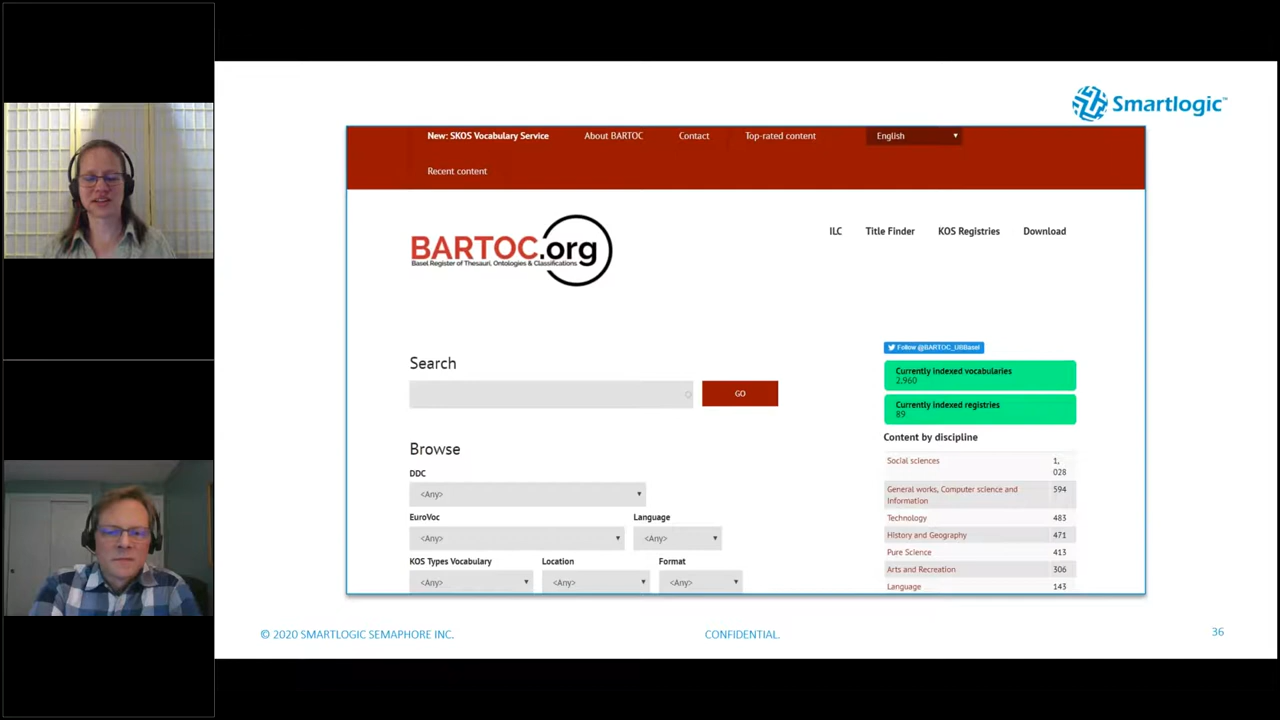 Smartlogic™
New: SKOS Vocabulary Service About BARTOC Contact Top-rated content English
Recent content
BARTOC.org
Basel Register of Thesauri, Ontologies & Classifications.
ILC Title Finder KOS Registries Download
Follow @BARTOC_UBBasel
Search
GO
Currently indexed vocabularies
2,960
Currently indexed registries
89
Content by discipline
Social sciences 1,
028
General works, Computer science and 594
Information
Technology 483
History and Geography 471
Pure Science 413
Arts and Recreation 306
Language 143
Browse
DDC
<Any>
EuroVoc Language
<Any> <Any>
KOS Types Vocabulary Location Format
<Any> <Any> <Any>
© 2020 SMARTLOGIC SEMAPHORE INC. CONFIDENTIAL. 36